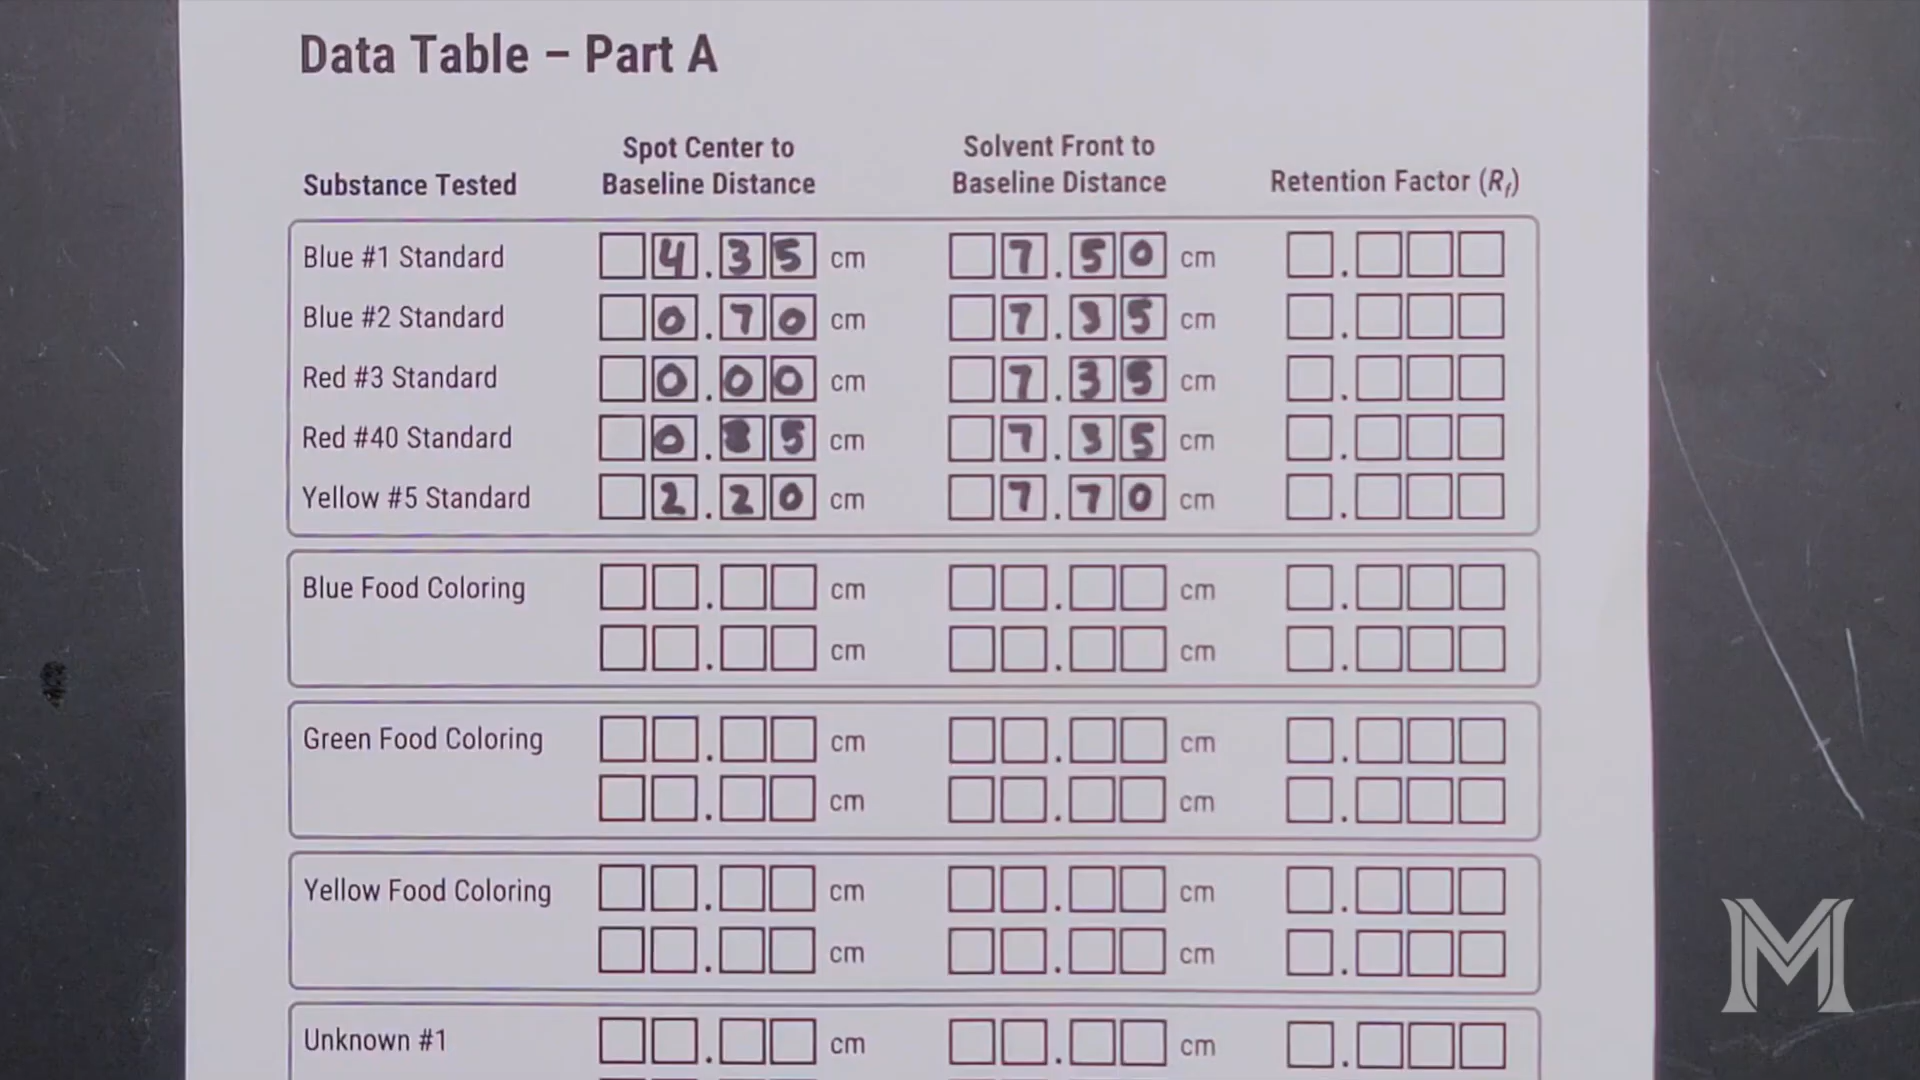 Data Table – Part A
Substance Tested Spot Center to Baseline Distance Solvent Front to Baseline Distance Retention Factor (Rf)
Blue #1 Standard 4.35 cm 7.50 cm .
Blue #2 Standard 0.70 cm 7.35 cm .
Red #3 Standard 0.00 cm 7.35 cm .
Red #40 Standard 0.85 cm 7.35 cm .
Yellow #5 Standard 2.20 cm 7.70 cm .
Blue Food Coloring . cm . cm .
. cm . cm .
Green Food Coloring . cm . cm .
. cm . cm .
Yellow Food Coloring . cm . cm .
. cm . cm .
Unknown #1 . cm . cm .
M